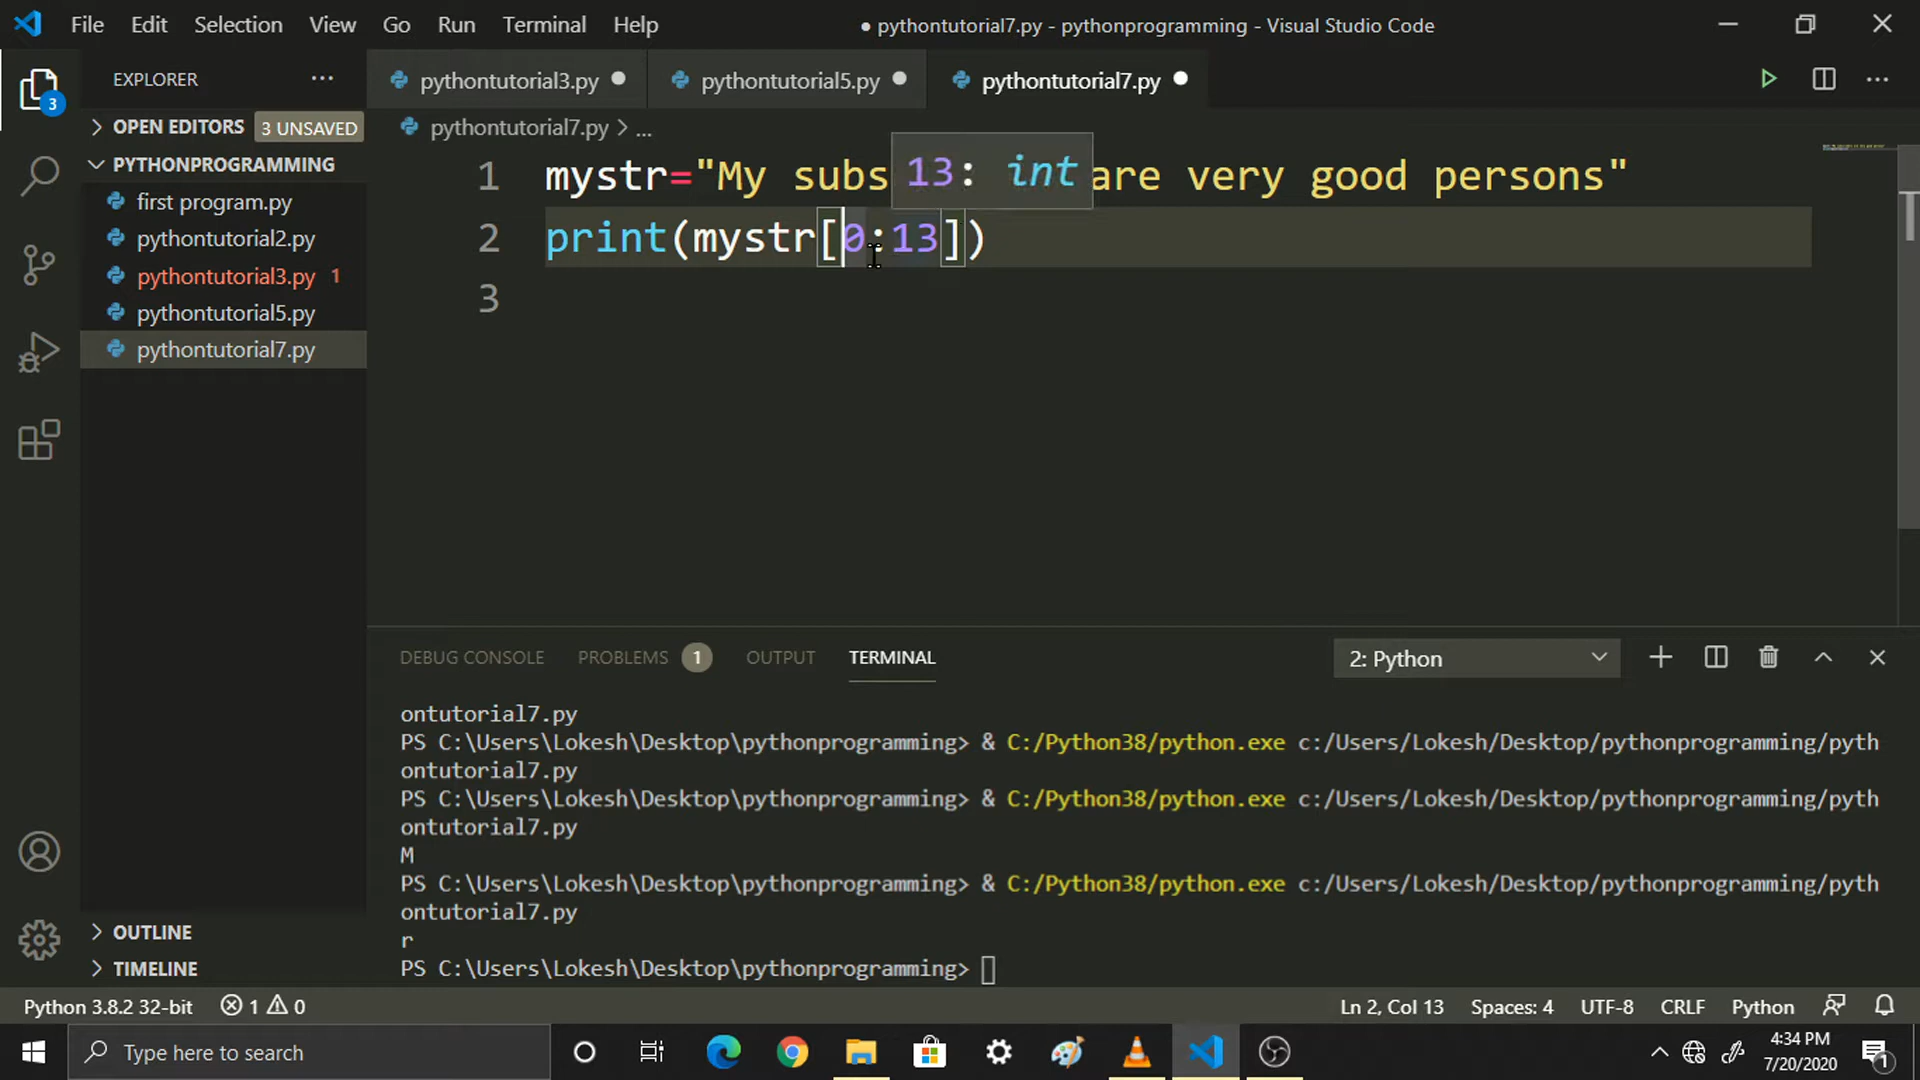 File Edit Selection View Go Run Terminal Help ● pythontutorial7.py - pythonprogramming - Visual Studio Code
EXPLORER ... pythontutorial3.py pythontutorial5.py pythontutorial7.py ...
3
OPEN EDITORS 3 UNSAVED pythontutorial7.py > ...
PYTHONPROGRAMMING
first program.py
pythontutorial2.py
pythontutorial3.py 1
pythontutorial5.py
pythontutorial7.py
13: int
1 mystr="My subs are very good persons"
2 print(mystr[0:13])
3
DEBUG CONSOLE PROBLEMS 1 OUTPUT TERMINAL 2: Python
ontutorial7.py
PS C:\Users\Lokesh\Desktop\pythonprogramming> & C:/Python38/python.exe c:/Users/Lokesh/Desktop/pythonprogramming/pyth
ontutorial7.py
PS C:\Users\Lokesh\Desktop\pythonprogramming> & C:/Python38/python.exe c:/Users/Lokesh/Desktop/pythonprogramming/pyth
ontutorial7.py
M
PS C:\Users\Lokesh\Desktop\pythonprogramming> & C:/Python38/python.exe c:/Users/Lokesh/Desktop/pythonprogramming/pyth
ontutorial7.py
r
PS C:\Users\Lokesh\Desktop\pythonprogramming>
OUTLINE
TIMELINE
Python 3.8.2 32-bit 1 0 Ln 2, Col 13 Spaces: 4 UTF-8 CRLF Python
Type here to search 4:34 PM
7/20/2020 1